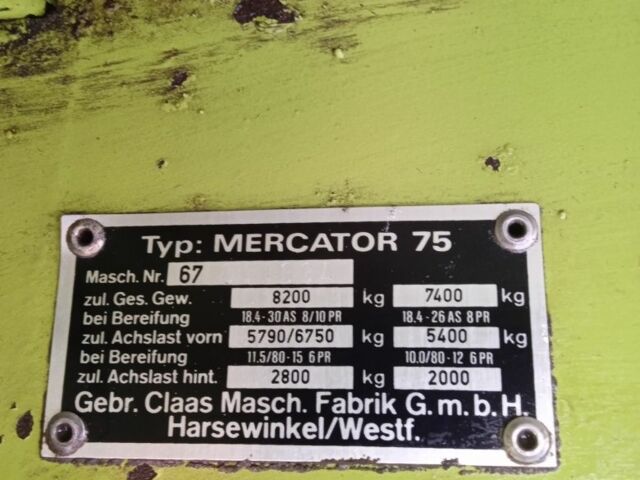 Typ: MERCATOR 75
Masch. Nr. 67
zul. Ges. Gew. 8200 kg 7400 kg
bei Bereifung 18.4-30 AS 8/10 PR 18.4-26 AS 8 PR
zul. Achslast vorn 5790/6750 kg 5400 kg
bei Bereifung 11.5/80-15 6 PR 10.0/80-12 6 PR
zul. Achslast hint. 2800 kg 2000 kg
Gebr. Claas Masch. Fabrik G.m.b.H.
Harsewinkel/Westf.